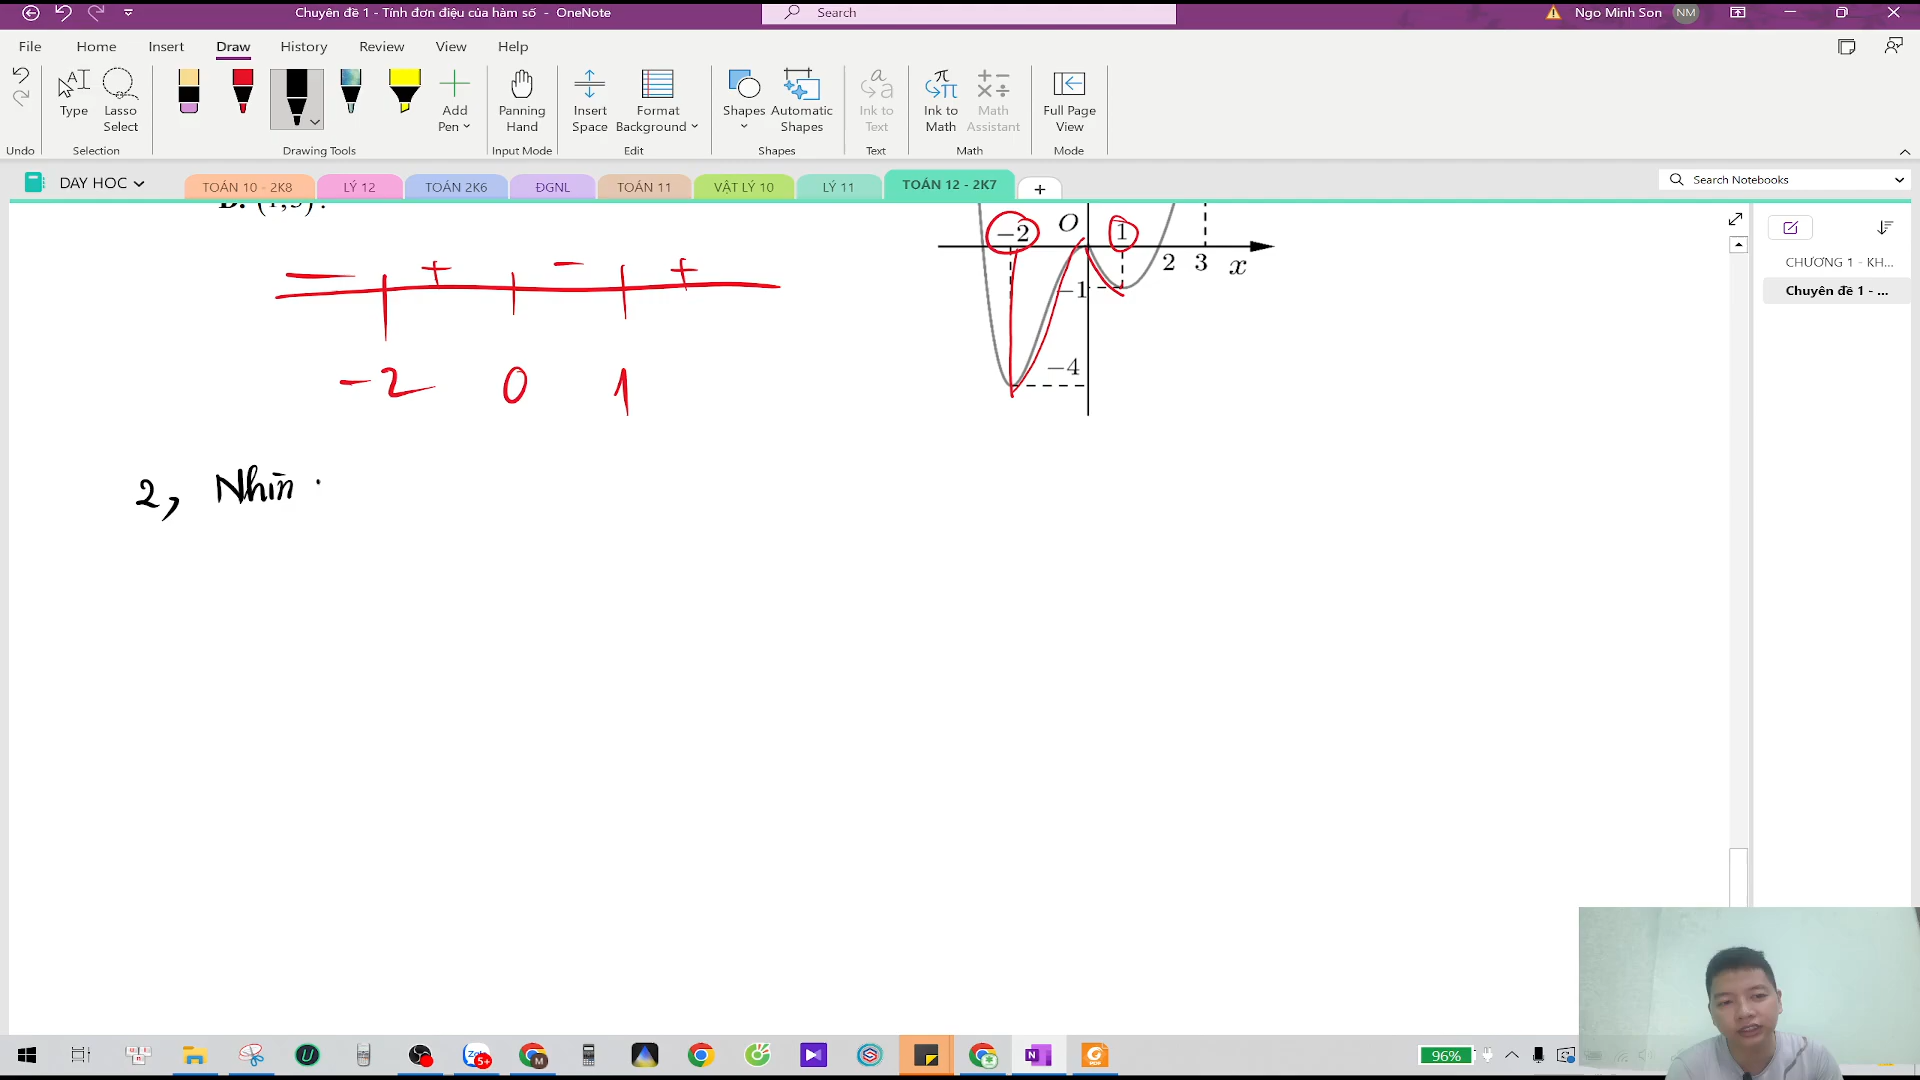 Chuyên đề 1 - Tính đơn điệu của hàm số - OneNote
Search
Ngo Minh Son
NM
File Home Insert Draw History Review View Help
Type
Lasso Select
Add Pen
Panning Hand
Insert Space
Format Background
Shapes
Automatic Shapes
Ink to Text
Ink to Math
Math Assistant
Full Page View
Undo
Selection
Drawing Tools
Input Mode
Edit
Shapes
Text
Math
Mode
DAY HOC
TOÁN 10 - 2K8
LÝ 12
TOÁN 2K6
ĐGNL
TOÁN 11
VẬT LÝ 10
LÝ 11
TOÁN 12 - 2K7
+
Search Notebooks
CHƯƠNG 1 - KH...
Chuyên đề 1 - ...
− + − +
-2 0 1
−2 O 1
2 3 x
−1
−4
2, Nhìn
96%